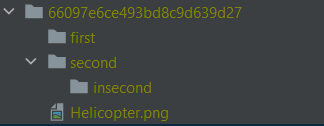 66097e6ce493bd8c9d639d27
first
second
insecond
Helicopter.png